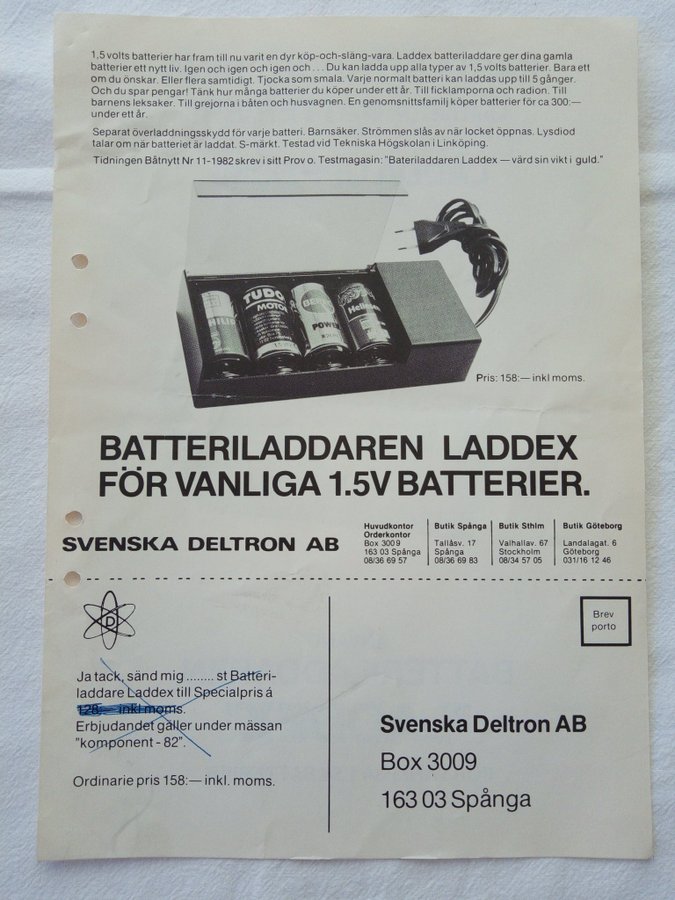 1.5 volts batterier har fram till nu varit en dyr köp-och-släng-vara. Laddex batteriladdare ger dina gamla
batterier ett nytt liv. Igen och igen och igen och . . . Du kan ladda upp alla typer av 1,5 volts batterier. Bara ett
om du önskar. Eller flera samtidigt. Tjocka som smala. Varje normalt batteri kan laddas upp till 5 gånger.
Och du spar pengar! Tänk hur många batterier du köper under ett år. Till ficklamporna och radion. Till
barnens leksaker. Till grejorna i båten och husvagnen. En genomsnittsfamilj köper batterier för ca 300:—
under ett år.
Separat överladdningsskydd för varje batteri. Barnsäker. Strömmen slås av när locket öppnas. Lysdiod
talar om när batteriet är laddat. S-märkt. Testad vid Tekniska Högskolan i Linköping.
Tidningen Båtnytt Nr 11-1982 skrev i sitt Prov o. Testmagasin: "Bateriladdaren Laddex — värd sin vikt i guld."
TUDOR
MOTOR
POWER
Hellesens
Pris: 158:— inkl moms.
BATTERILADDAREN LADDEX
FÖR VANLIGA 1.5V BATTERIER.
SVENSKA DELTRON AB
Huvudkontor
Orderkontor
Box 3009
163 03 Spånga
08/36 69 57
Butik Spånga
Tallåsv. 17
Spånga
08/36 69 83
Butik Sthlm
Valhallav. 67
Stockholm
08/34 57 05
Butik Göteborg
Landalagat. 6
Göteborg
031/16 12 46
D
Ja tack, sänd mig ........ st Batteri-
laddare Laddex till Specialpris á
128:— inkl moms.
Erbjudandet gäller under mässan
"komponent - 82".
Ordinarie pris 158:— inkl. moms.
Brev
porto
Svenska Deltron AB
Box 3009
163 03 Spånga